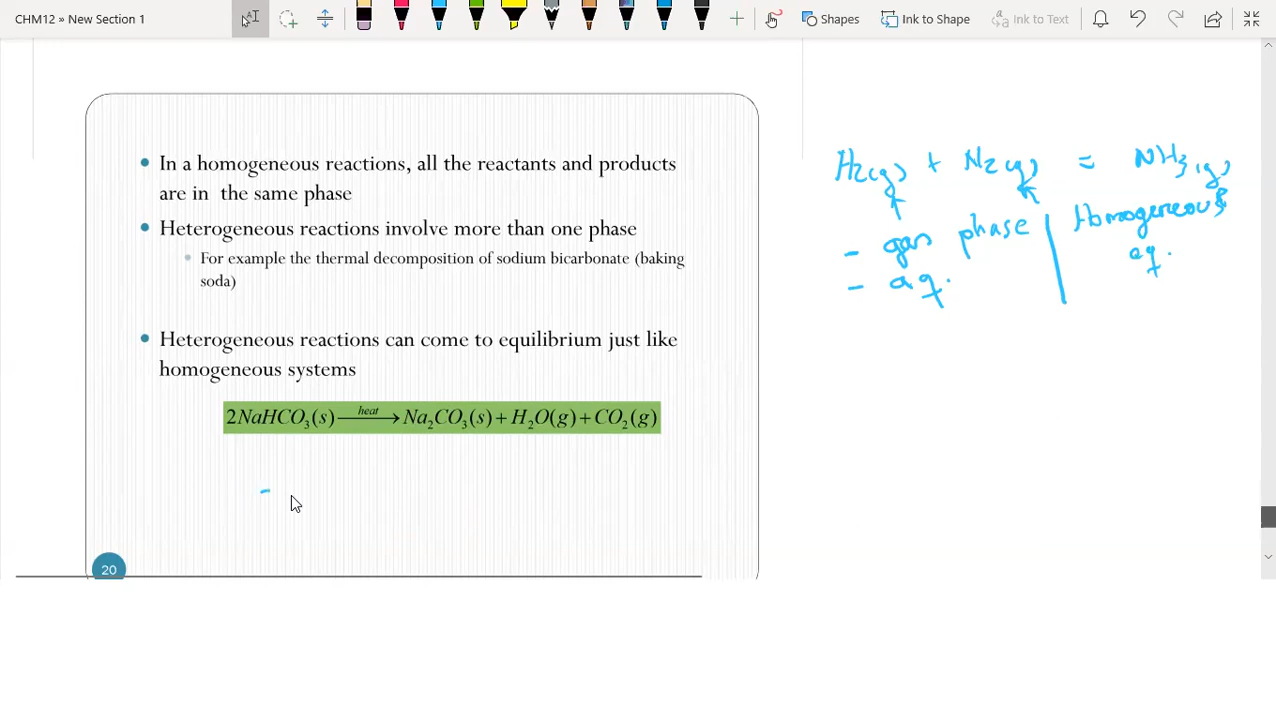 CHM12 » New Section 1
Shapes
Ink to Shape
Ink to Text
• In a homogeneous reactions, all the reactants and products
are in the same phase
• Heterogeneous reactions involve more than one phase
• For example the thermal decomposition of sodium bicarbonate (baking
soda)
• Heterogeneous reactions can come to equilibrium just like
homogeneous systems
2NaHCO₃(s) —heat→ Na₂CO₃(s) + H₂O(g) + CO₂(g)
-
20
H2(g) + N2(g) = NH3(g)
- gas phase | Homogeneous
- aq. eq.